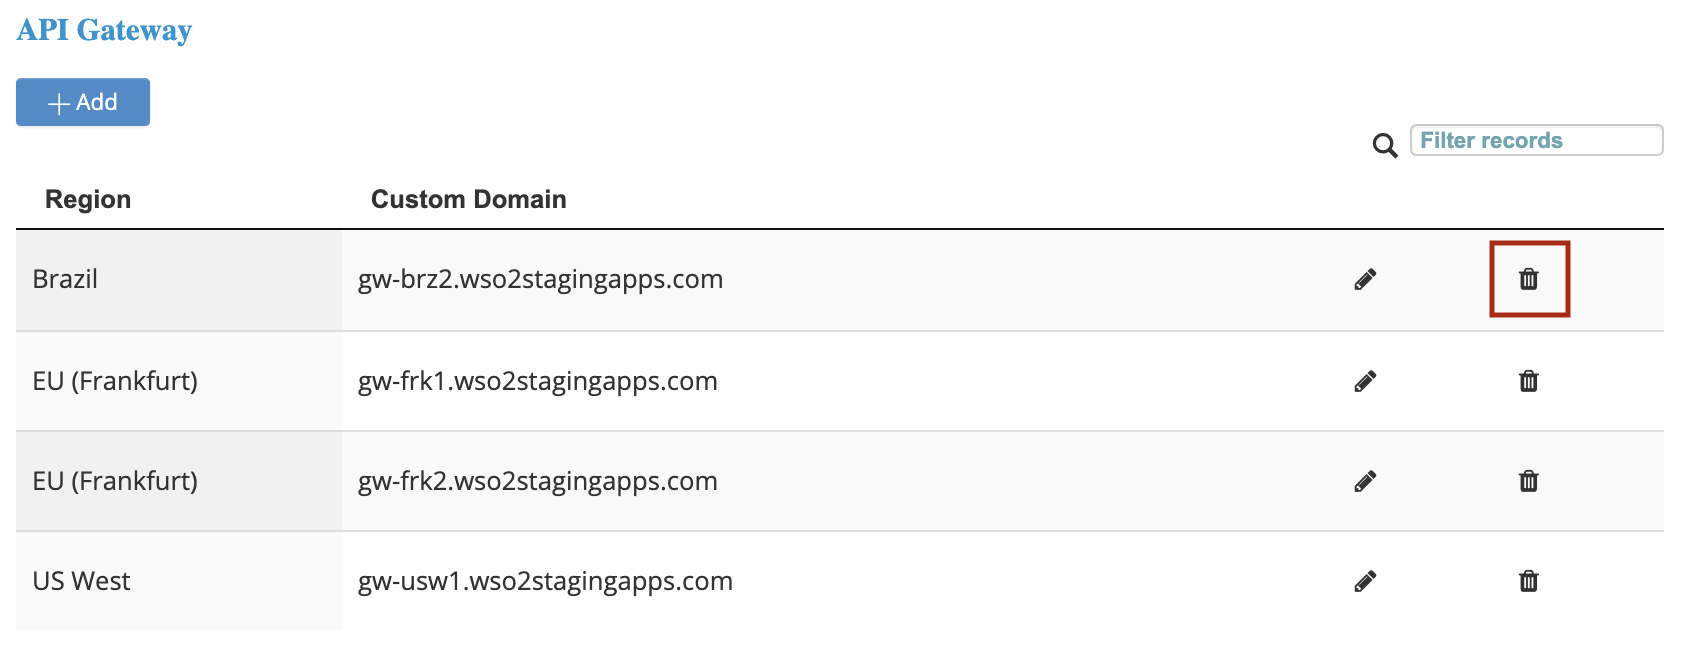 API Gateway
Add
Filter records
Region Custom Domain
Brazil gw-brz2.wso2stagingapps.com
EU (Frankfurt) gw-frk1.wso2stagingapps.com
EU (Frankfurt) gw-frk2.wso2stagingapps.com
US West gw-usw1.wso2stagingapps.com